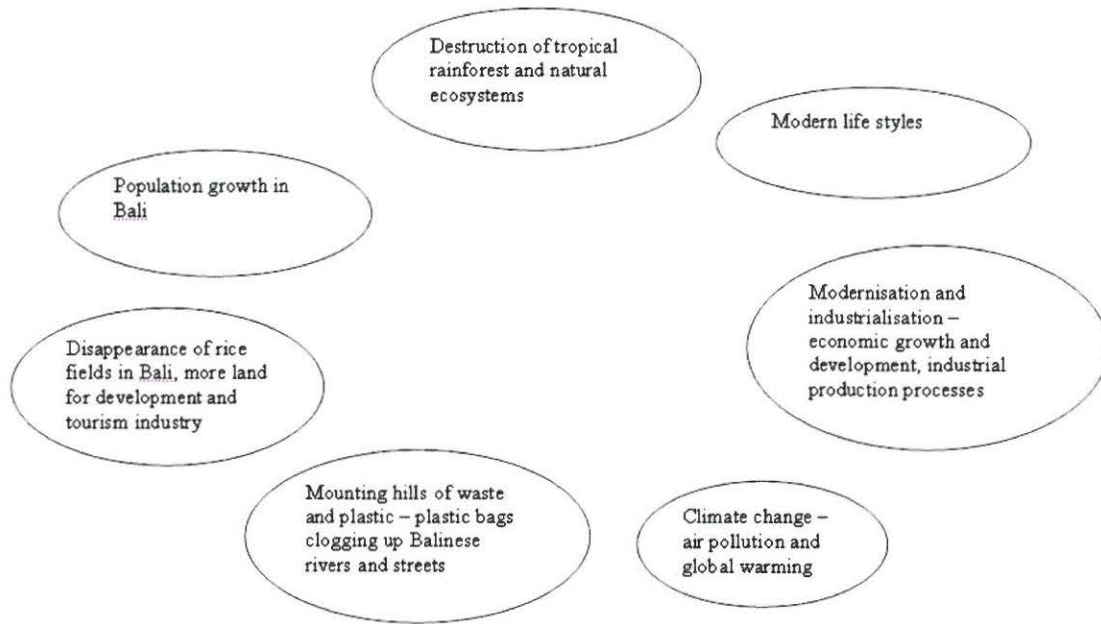 Destruction of tropical
rainforest and natural
ecosystems
Modern life styles
Population growth in
Bali
Modernisation and
industrialisation –
economic growth and
development, industrial
production processes
Disappearance of rice
fields in Bali, more land
for development and
tourism industry
Mounting hills of waste
and plastic – plastic bags
clogging up Balinese
rivers and streets
Climate change –
air pollution and
global warming